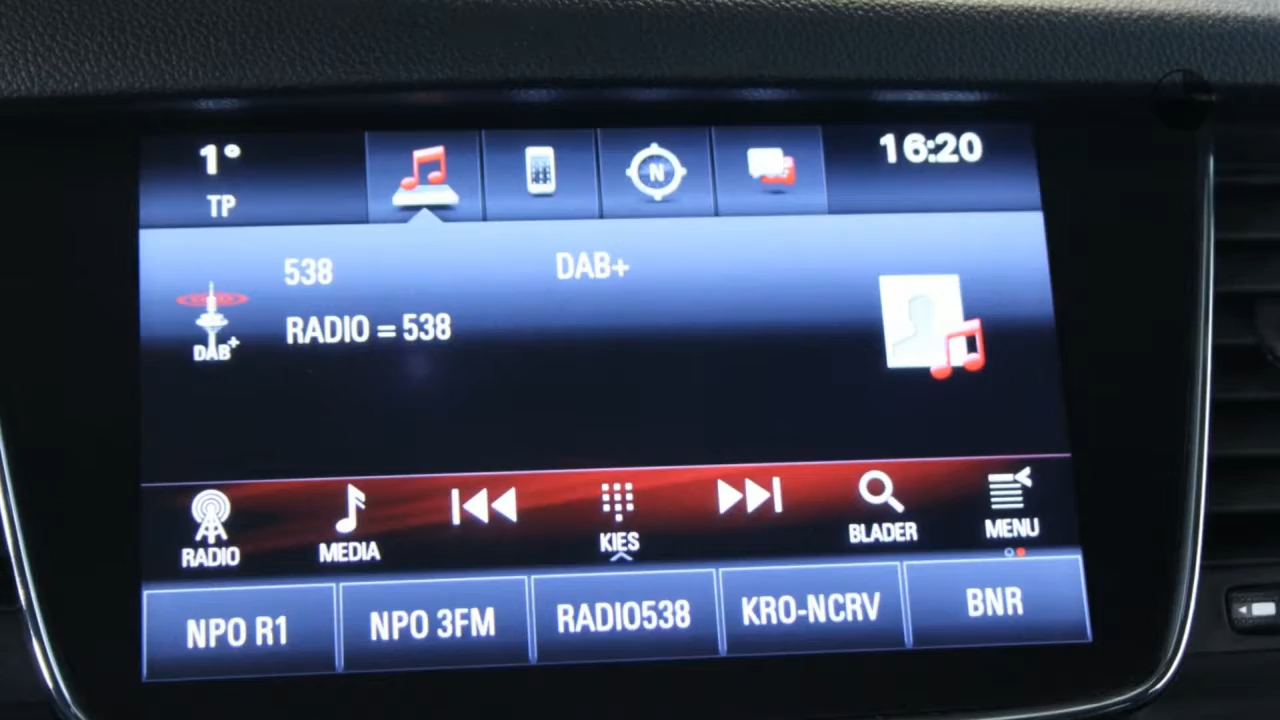 1°
16:20
TP
N
538
DAB+
RADIO = 538
DAB+
RADIO
MEDIA
KIES
BLADER
MENU
NPO R1
NPO 3FM
RADIO538
KRO-NCRV
BNR